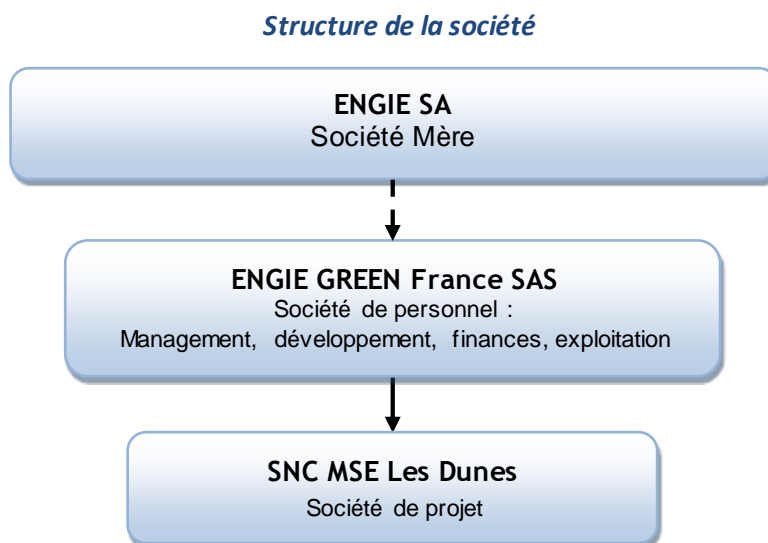 Structure de la société
ENGIE SA
Société Mère
ENGIE GREEN France SAS
Société de personnel :
Management, développement, finances, exploitation
SNC MSE Les Dunes
Société de projet